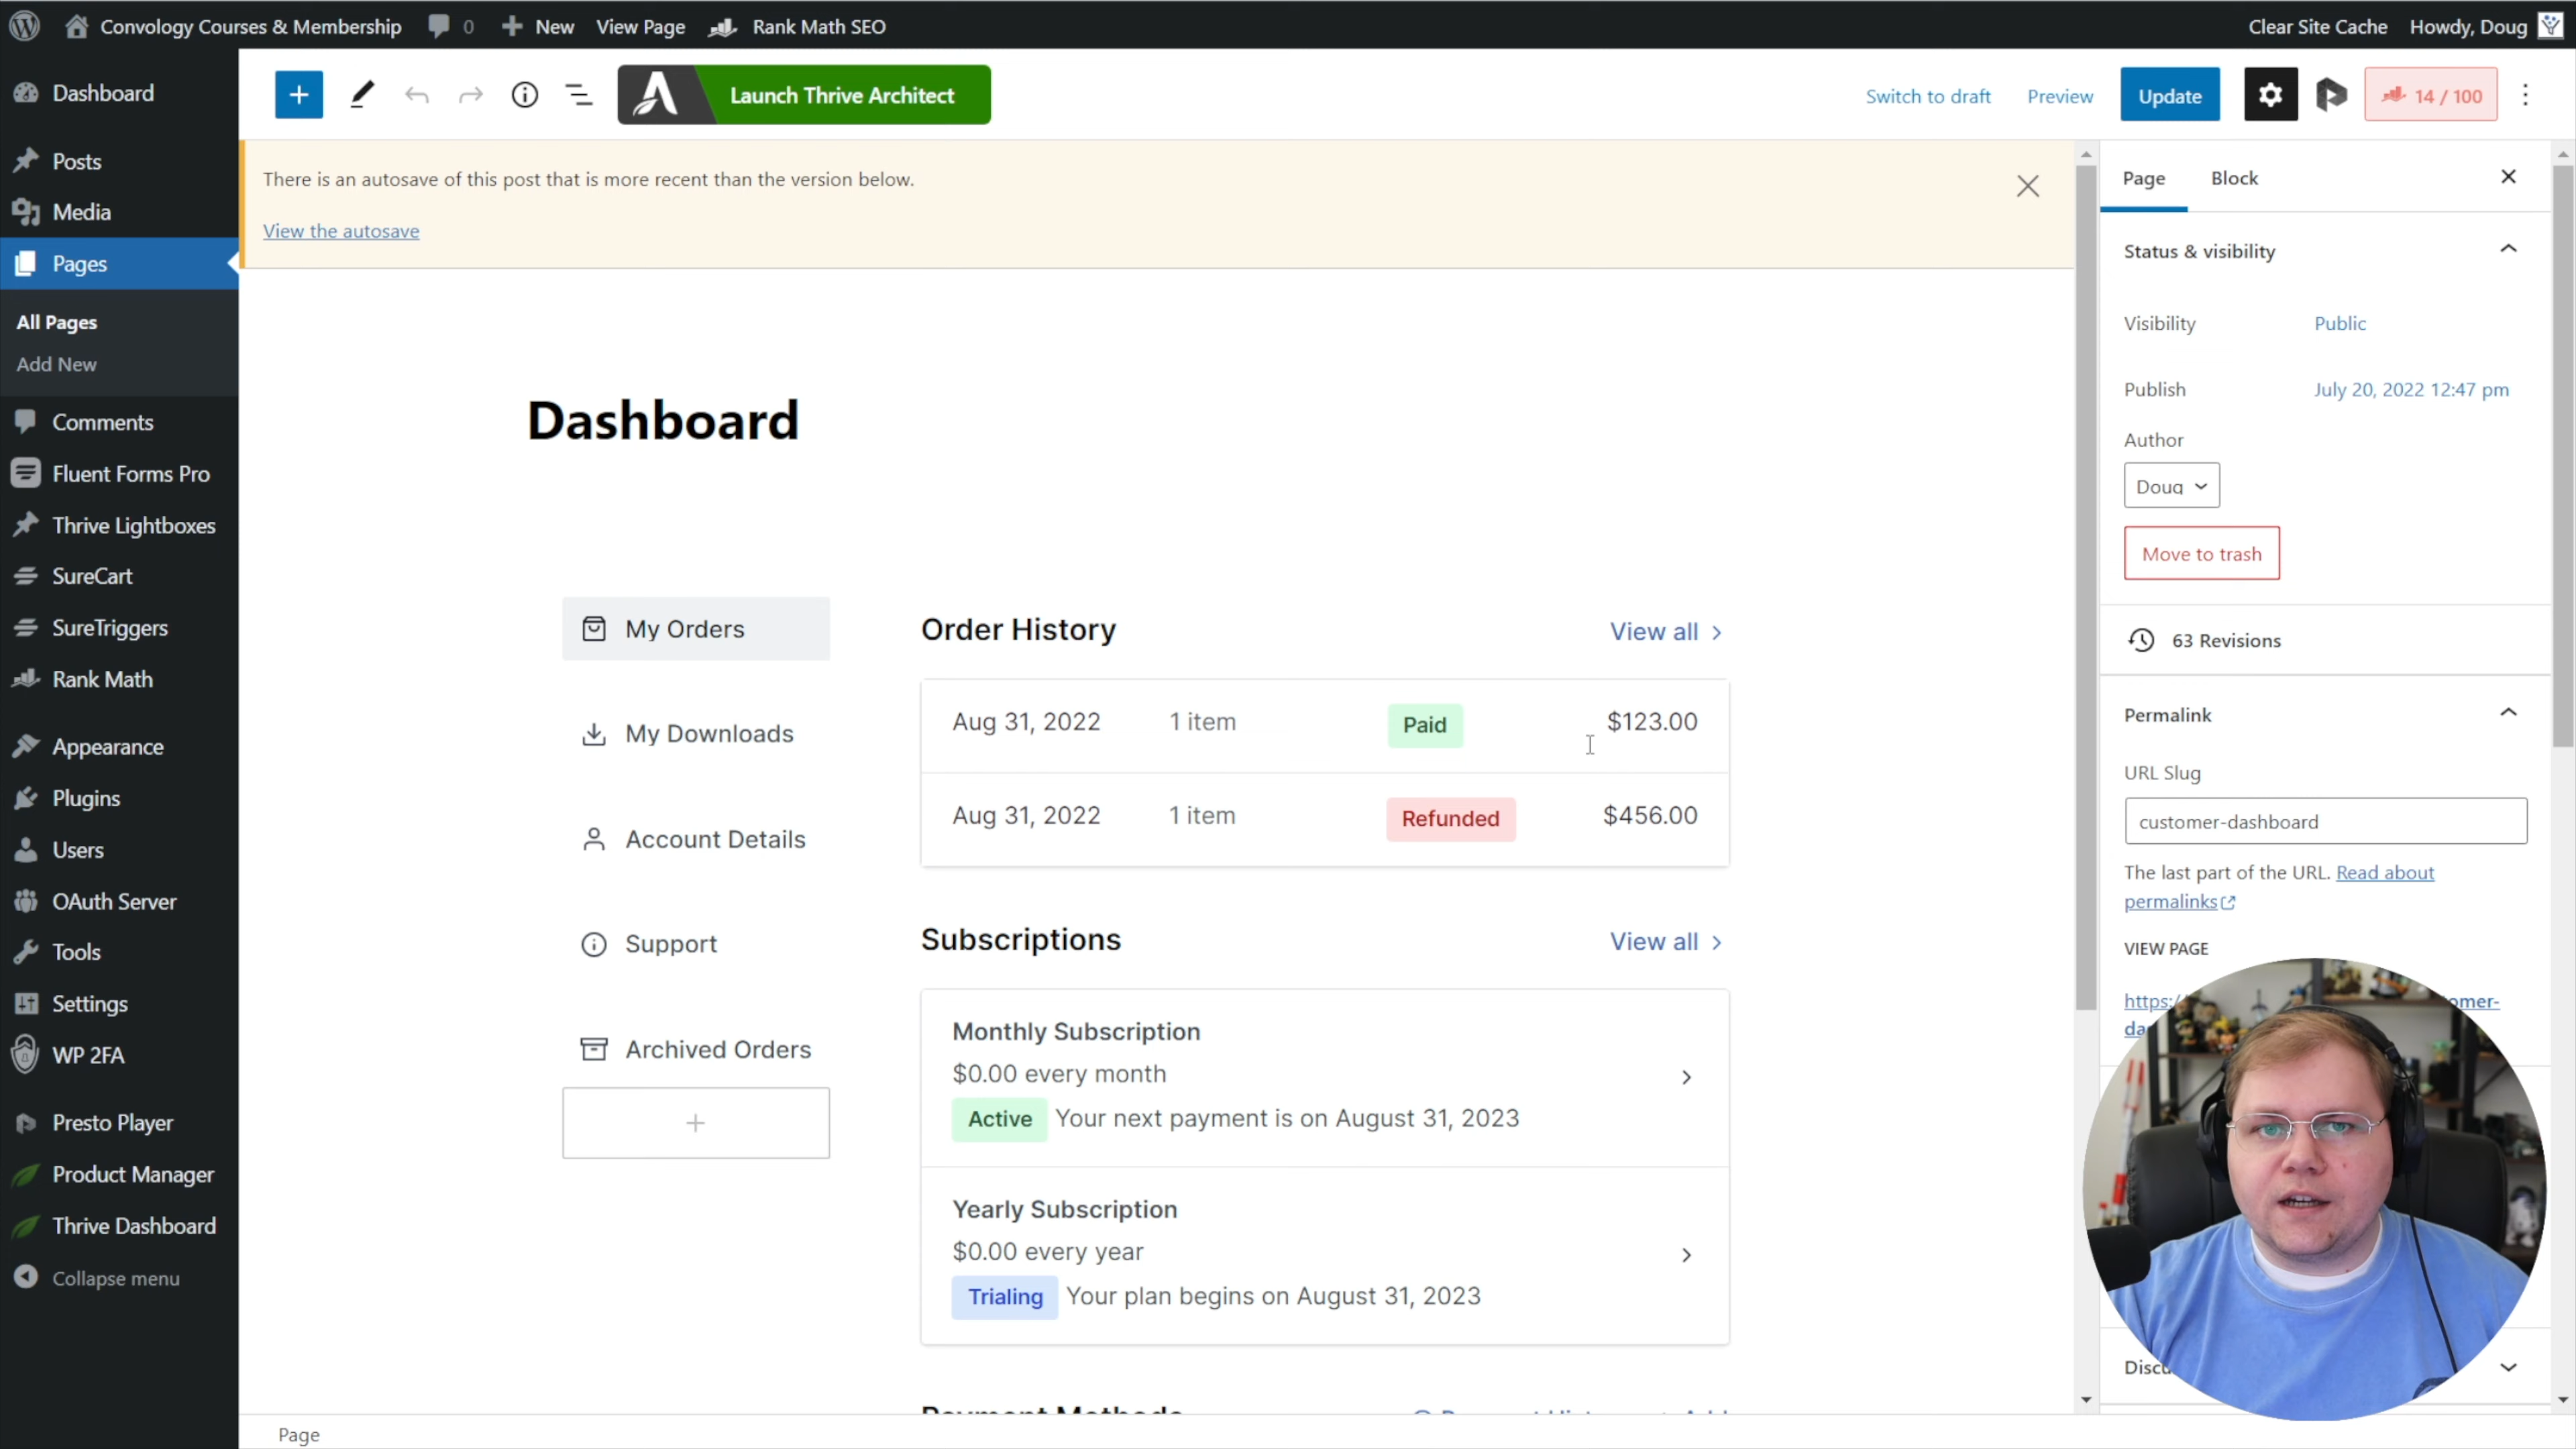 Convology Courses & Membership 0 New View Page Rank Math SEO Clear Site Cache Howdy, Doug
Dashboard
Posts
Media
Pages
All Pages
Add New
Comments
Fluent Forms Pro
Thrive Lightboxes
SureCart
SureTriggers
Rank Math
Appearance
Plugins
Users
OAuth Server
Tools
Settings
WP 2FA
Presto Player
Product Manager
Thrive Dashboard
Collapse menu
Launch Thrive Architect
Switch to draft Preview Update 14 / 100
There is an autosave of this post that is more recent than the version below.
View the autosave
Dashboard
My Orders
My Downloads
Account Details
Support
Archived Orders
Order History View all
Aug 31, 2022 1 item Paid $123.00
Aug 31, 2022 1 item Refunded $456.00
Subscriptions View all
Monthly Subscription
$0.00 every month
Active Your next payment is on August 31, 2023
Yearly Subscription
$0.00 every year
Trialing Your plan begins on August 31, 2023
Page
Page Block
Status & visibility
Visibility Public
Publish July 20, 2022 12:47 pm
Author
Doug
Move to trash
63 Revisions
Permalink
URL Slug
customer-dashboard
The last part of the URL. Read about
permalinks
VIEW PAGE